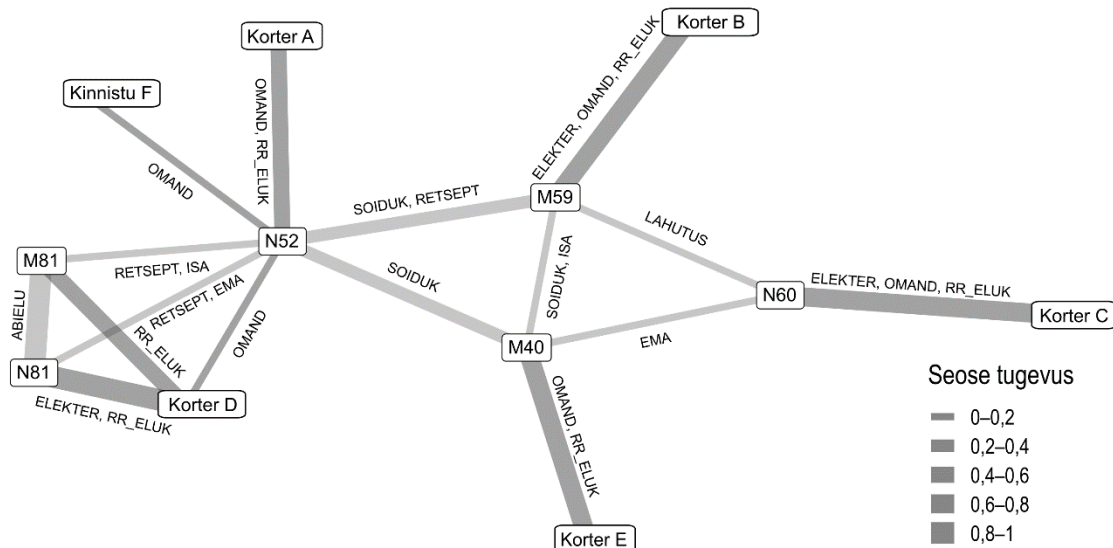 Korter A
Korter B
Kinnistu F
OMAND
OMAND, RR_ELUK
ELEKTER, OMAND, RR_ELUK
SOIDUK, RETSEPT
M59
LAHUTUS
N52
M81
RETSEPT, ISA
RETSEPT, EMA
SOIDUK
SOIDUK, ISA
N60
ELEKTER, OMAND, RR_ELUK
Korter C
ABIELU
RR_ELUK
OMAND
M40
EMA
N81
Korter D
ELEKTER, RR_ELUK
OMAND, RR_ELUK
Korter E
Seose tugevus
0–0,2
0,2–0,4
0,4–0,6
0,6–0,8
0,8–1